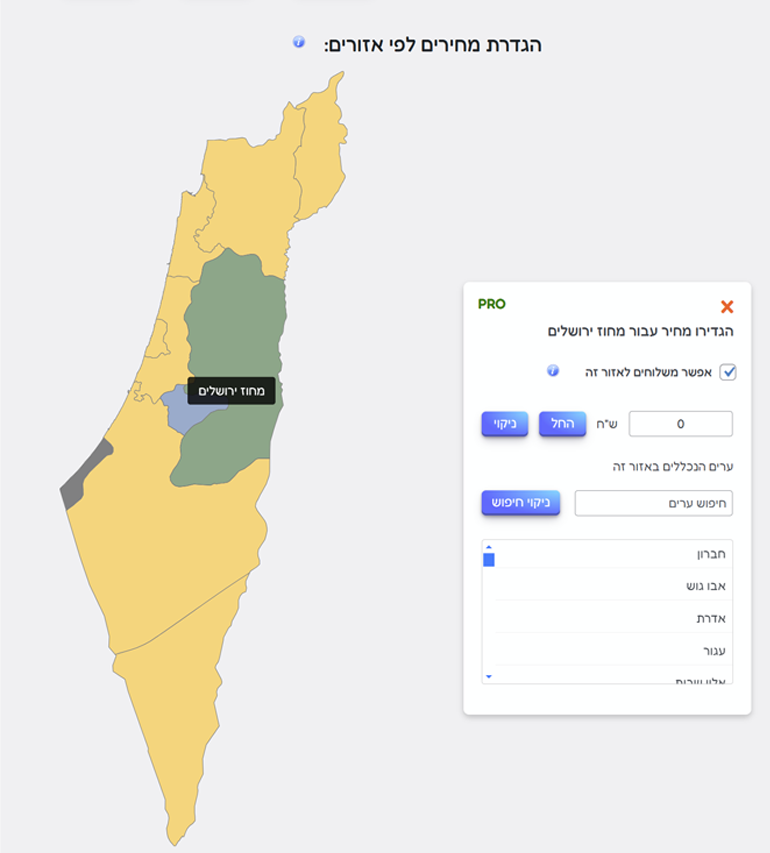 הגדרת מחירים לפי אזורים:
מחוז ירושלים
PRO
הגדירו מחיר עבור מחוז ירושלים
אפשר משלוחים לאזור זה
0 ש"ח החל ניקוי
ערים הנכללים באזור זה
חיפוש ערים ניקוי חיפוש
חברון
אבו גוש
אדרת
עגור